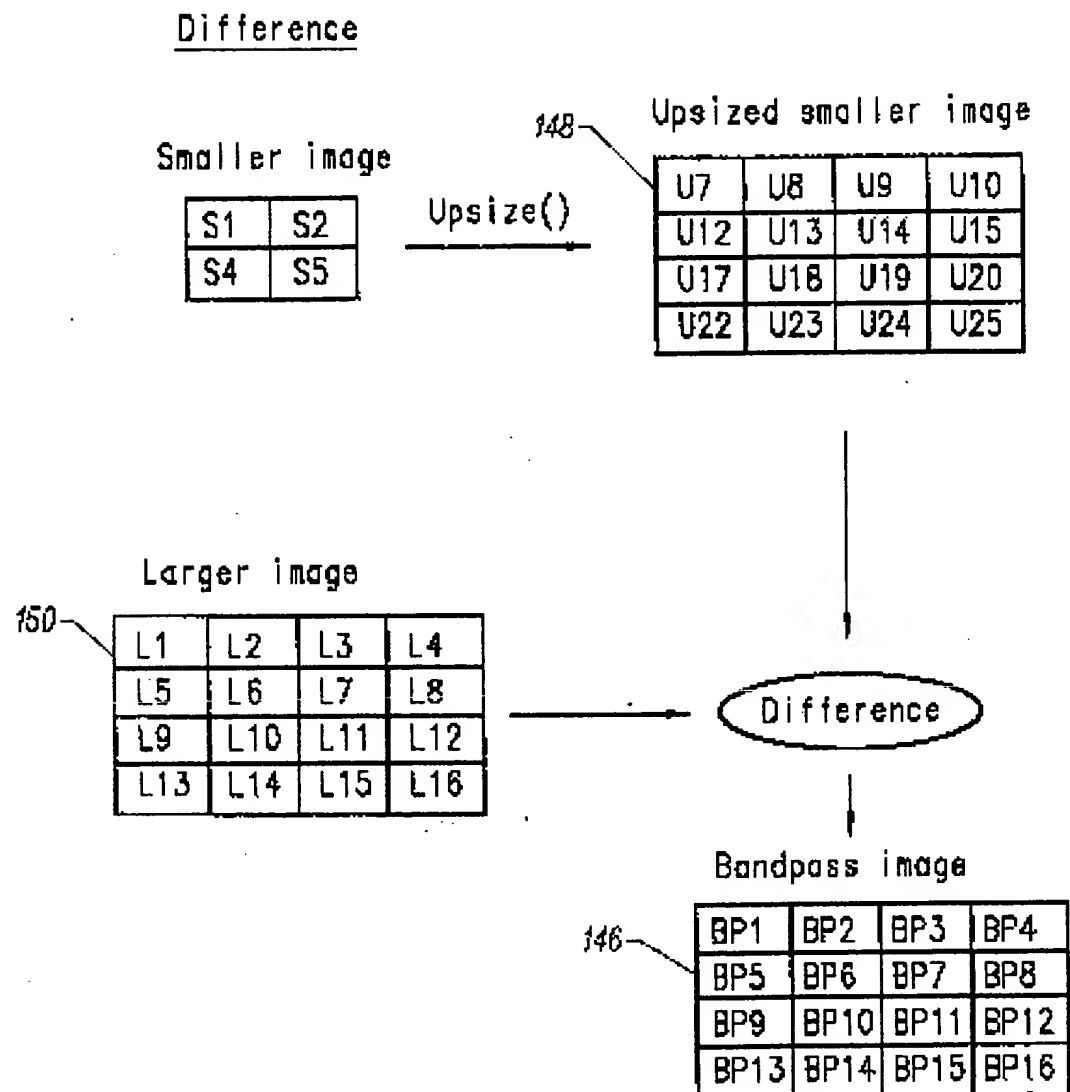 Difference
Smaller image
S1 S2
S4 S5
Upsize()
148
Upsized smaller image
U7 U8 U9 U10
U12 U13 U14 U15
U17 U18 U19 U20
U22 U23 U24 U25
Larger image
150
L1 L2 L3 L4
L5 L6 L7 L8
L9 L10 L11 L12
L13 L14 L15 L16
Difference
Bandpass image
146
BP1 BP2 BP3 BP4
BP5 BP6 BP7 BP8
BP9 BP10 BP11 BP12
BP13 BP14 BP15 BP16